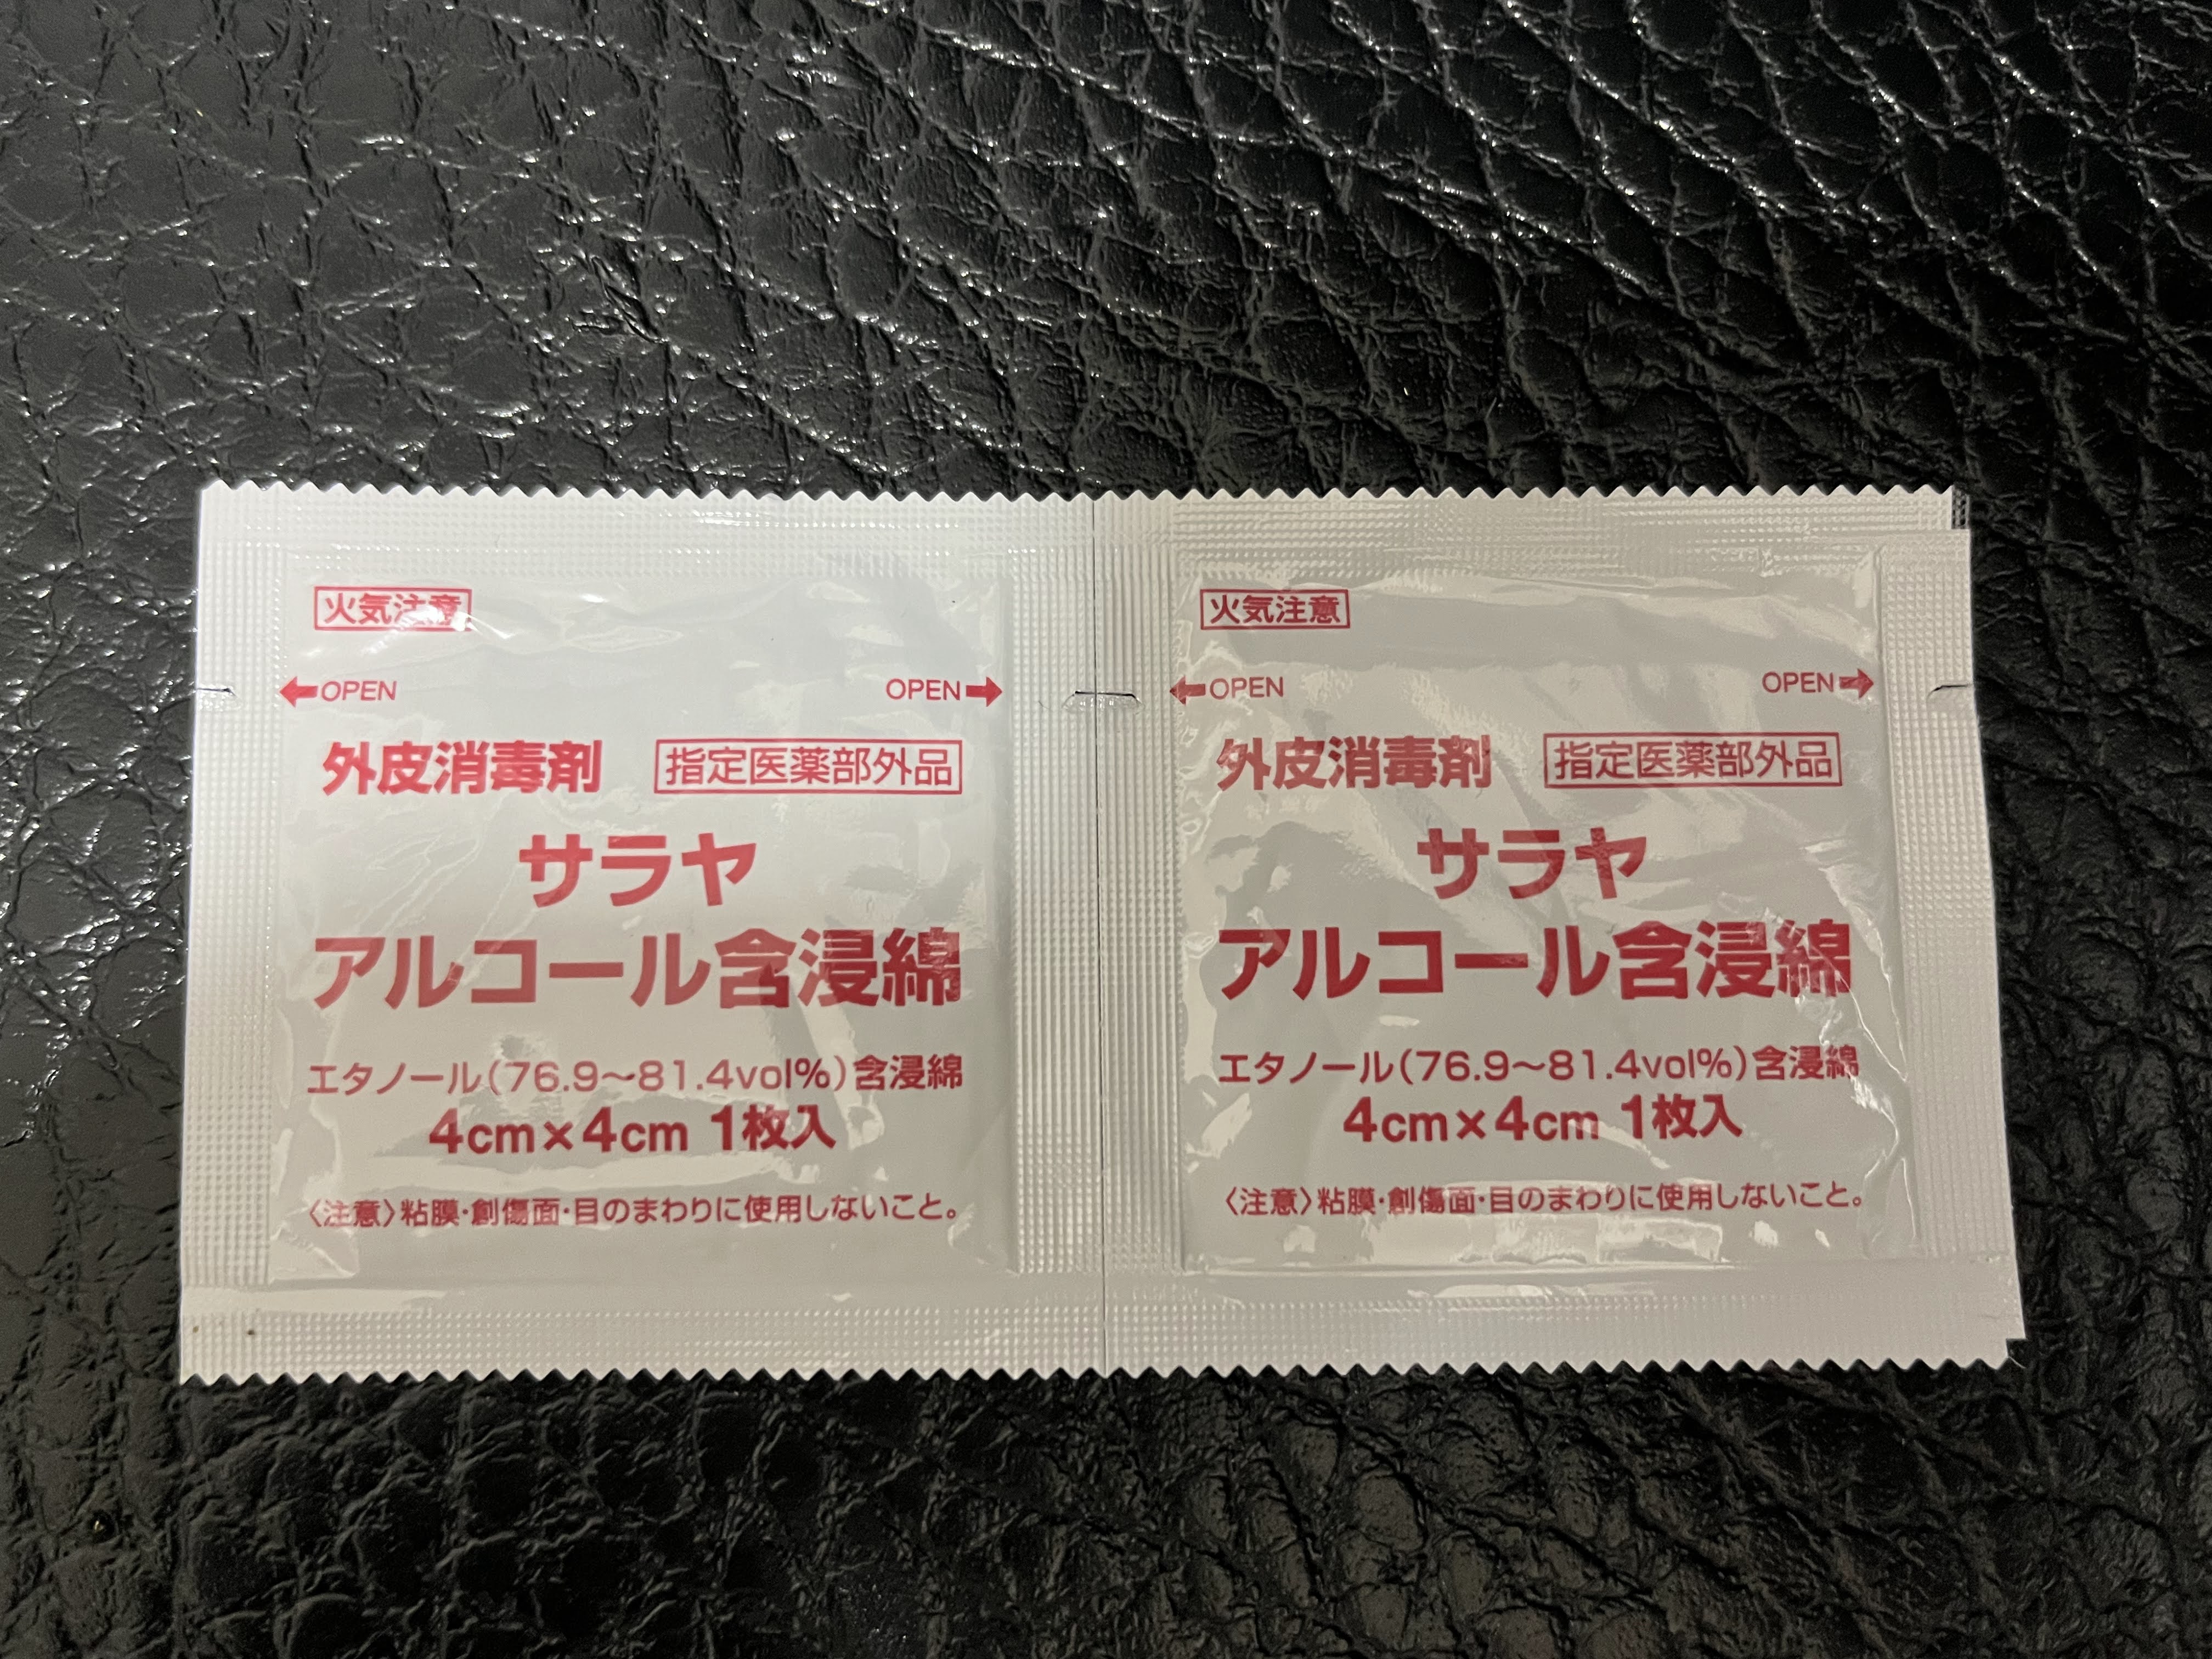 火気注意
←OPEN OPEN→
外皮消毒剤 指定医薬部外品
サラヤ
アルコール含浸綿
エタノール(76.9〜81.4vol%)含浸綿
4cm×4cm 1枚入
〈注意〉粘膜・創傷面・目のまわりに使用しないこと。
火気注意
←OPEN OPEN→
外皮消毒剤 指定医薬部外品
サラヤ
アルコール含浸綿
エタノール(76.9〜81.4vol%)含浸綿
4cm×4cm 1枚入
〈注意〉粘膜・創傷面・目のまわりに使用しないこと。